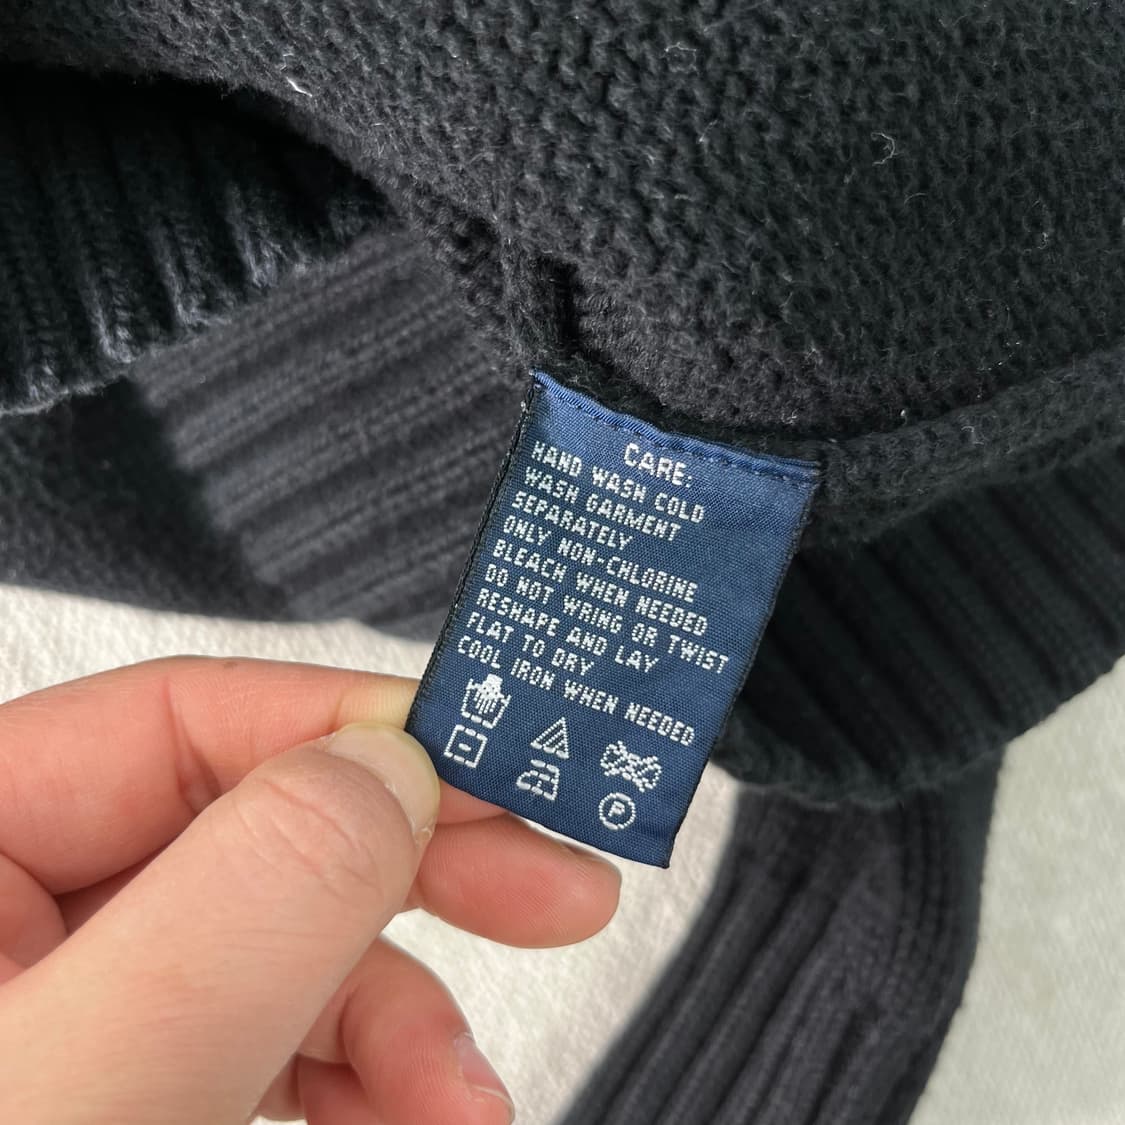 CARE:
HAND WASH COLD
WASH GARMENT
SEPARATELY
ONLY NON-CHLORINE
BLEACH WHEN NEEDED
DO NOT WRING OR TWIST
RESHAPE AND LAY
FLAT TO DRY
COOL IRON WHEN NEEDED
P